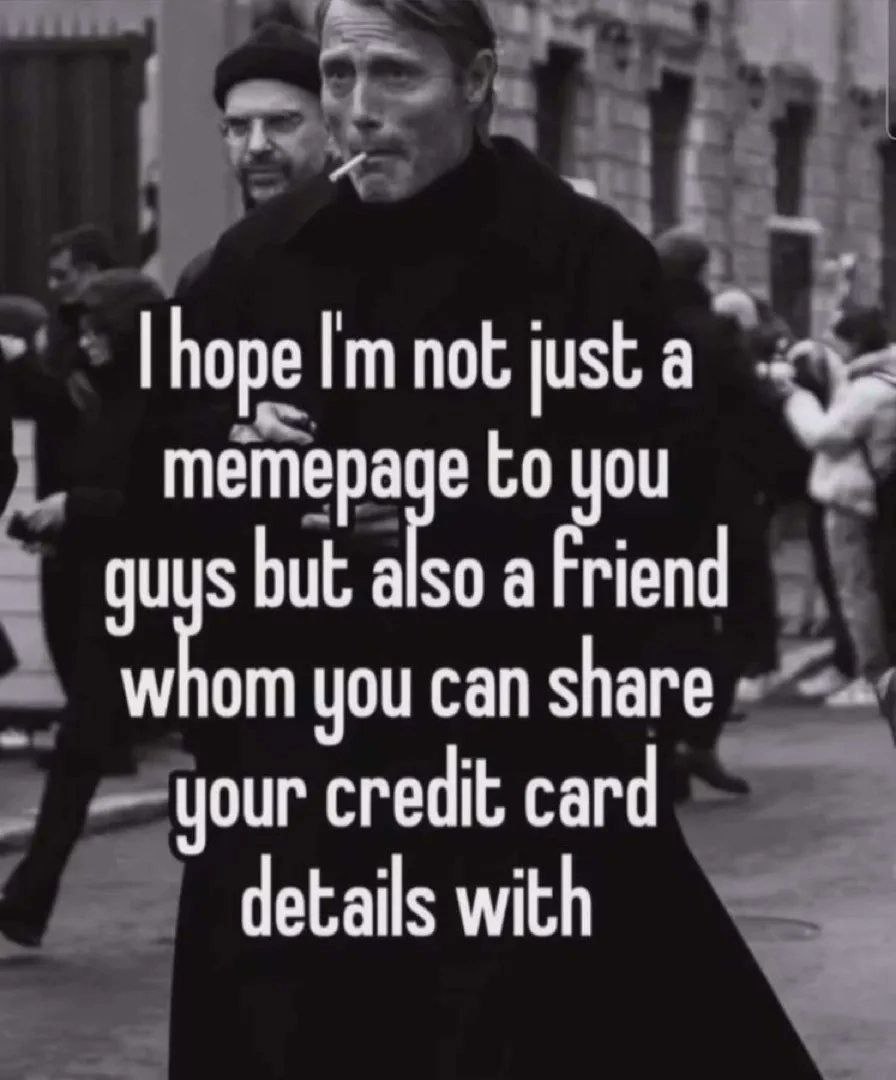 I hope I'm not just a
memepage to you
guys but also a friend
whom you can share
your credit card
details with